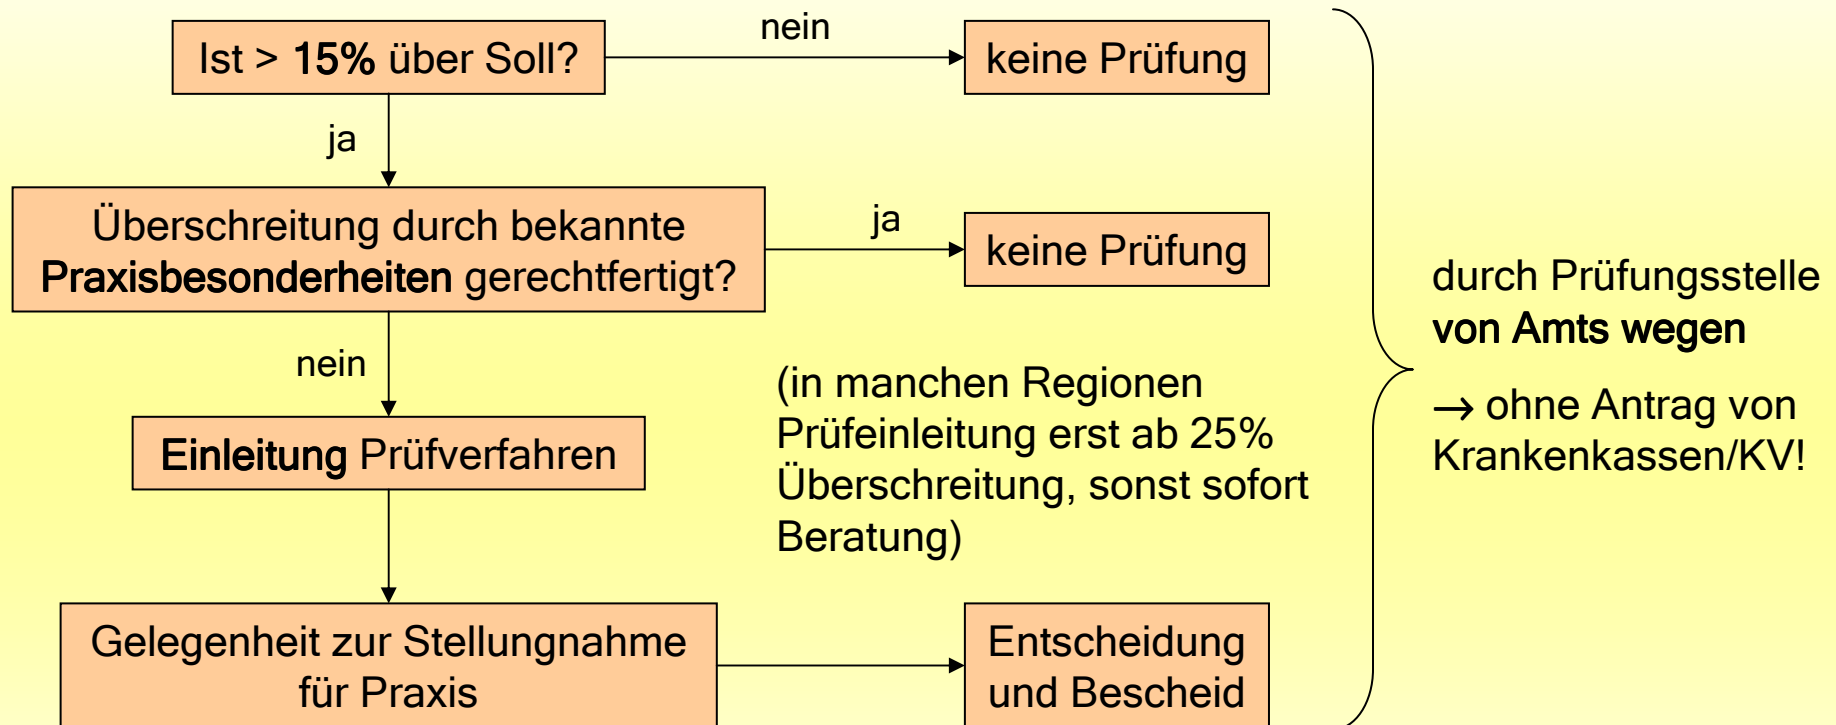 Ist > 15% über Soll?
nein
keine Prüfung
ja
Überschreitung durch bekannte
Praxisbesonderheiten gerechtfertigt?
ja
keine Prüfung
nein
Einleitung Prüfverfahren
(in manchen Regionen
Prüfeinleitung erst ab 25%
Überschreitung, sonst sofort
Beratung)
Gelegenheit zur Stellungnahme
für Praxis
Entscheidung
und Bescheid
durch Prüfungsstelle
von Amts wegen
→ ohne Antrag von
Krankenkassen/KV!